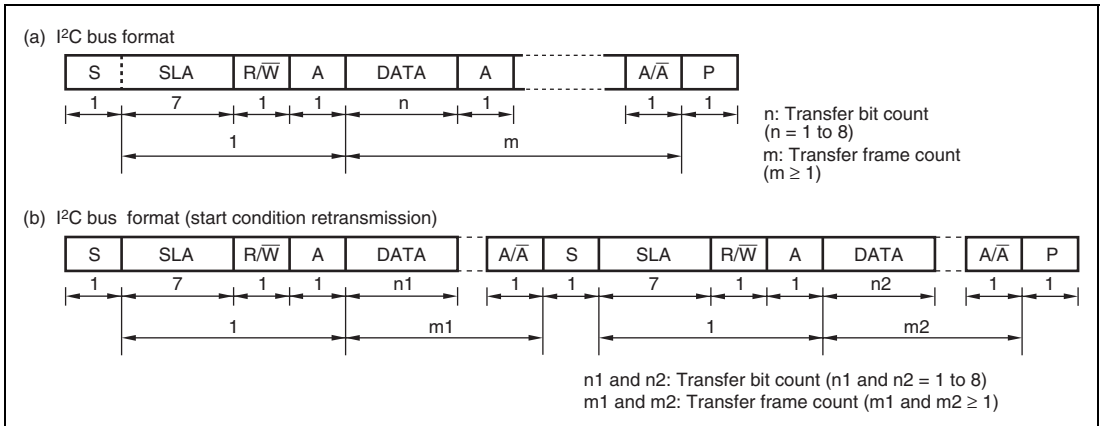 (a) I²C bus format
S SLA R/W̅ A DATA A A/A̅ P
1 7 1 1 n 1 1 1
1 m
n: Transfer bit count
(n = 1 to 8)
m: Transfer frame count
(m ≥ 1)
(b) I²C bus format (start condition retransmission)
S SLA R/W̅ A DATA A/A̅ S SLA R/W̅ A DATA A/A̅ P
1 7 1 1 n1 1 1 7 1 1 n2 1 1
1 m1 1 m2
n1 and n2: Transfer bit count (n1 and n2 = 1 to 8)
m1 and m2: Transfer frame count (m1 and m2 ≥ 1)